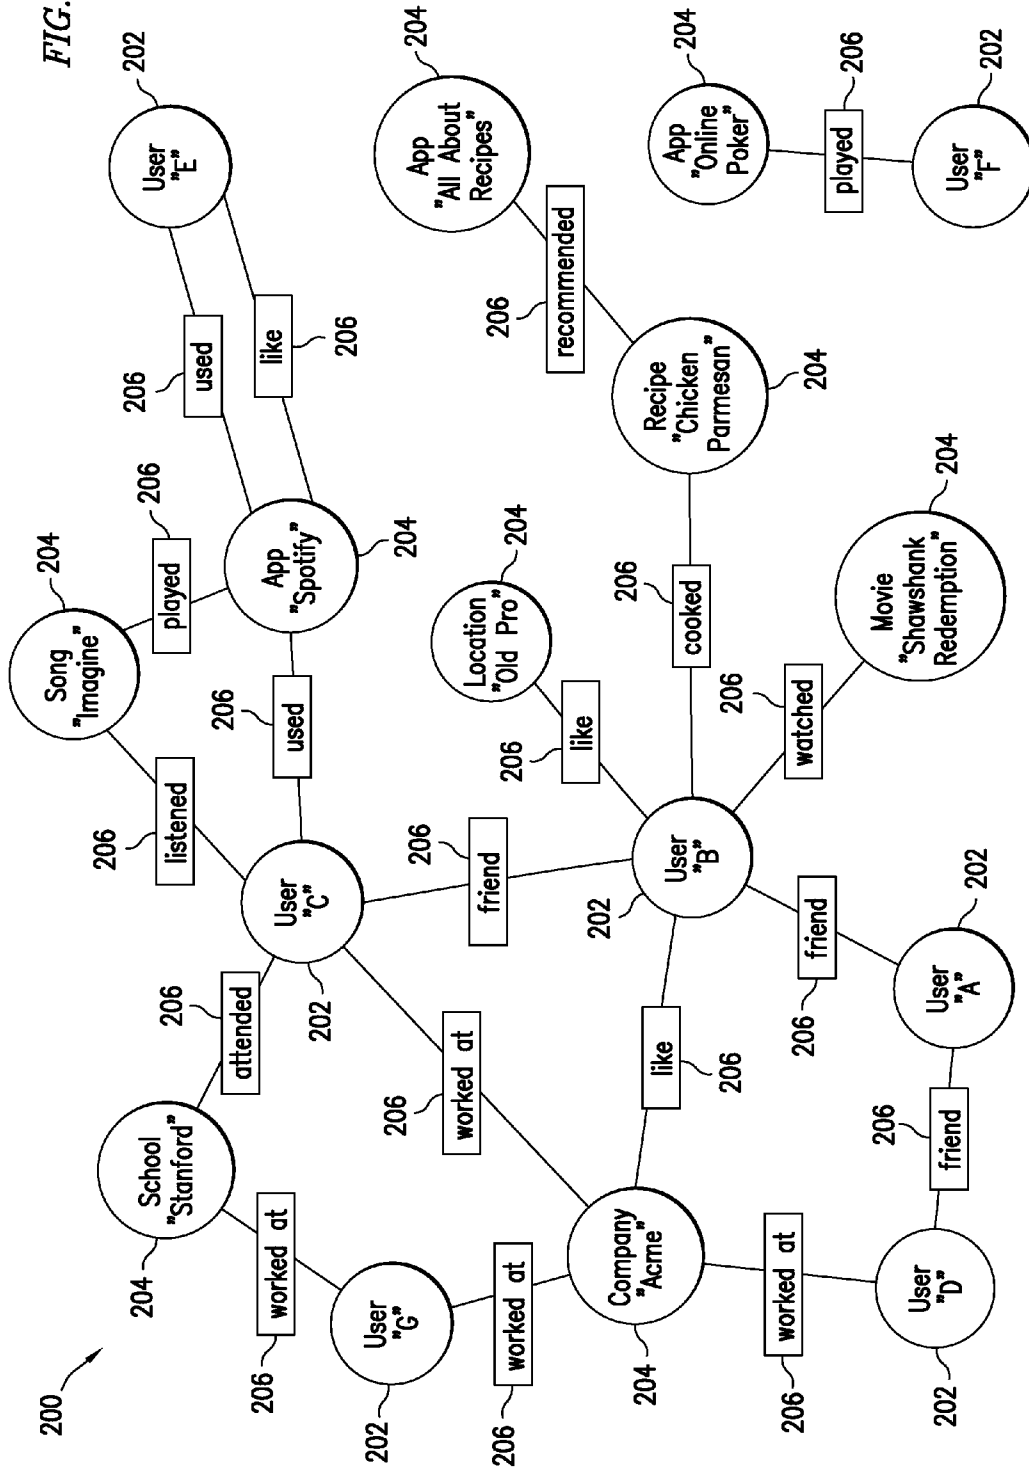 FIG.
200
204
Song
"Imagine"
206
listened
206
played
204
School
"Stanford"
206
attended
202
User
"E"
206
used
206
like
206
worked at
202
User
"C"
206
used
App
"Spotify"
204
202
User
"G"
206
worked at
206
friend
204
Location
"Old Pro"
204
App
"All About
Recipes"
206
worked at
206
like
206
recommended
204
Company
"Acme"
206
like
202
User
"B"
206
cooked
Recipe
"Chicken
Parmesan"
204
204
App
"Online
Poker"
206
worked at
206
friend
206
watched
206
played
202
User
"D"
206
friend
202
User
"A"
204
Movie
"Shawshank
Redemption"
202
User
"F"